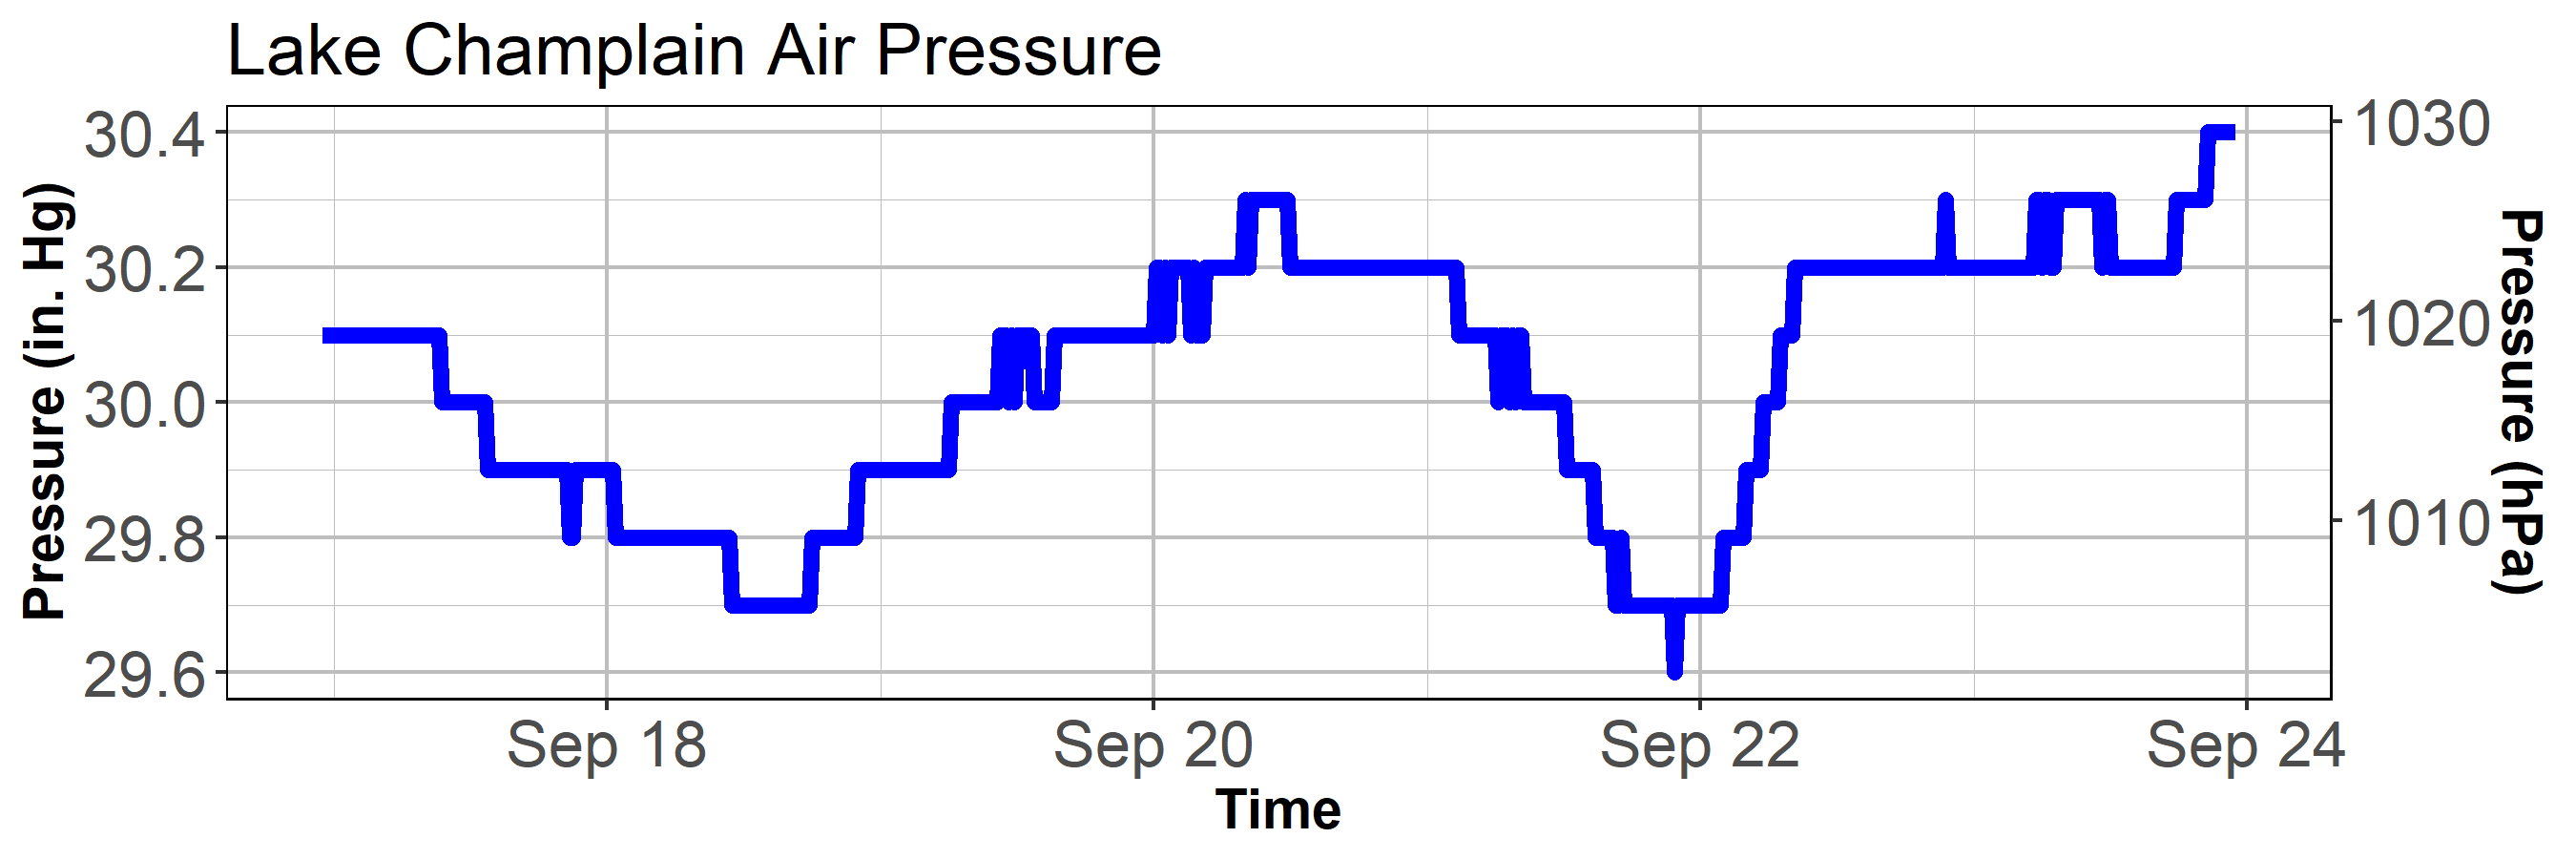 Lake Champlain Air Pressure
30.4
30.2
30.0
29.8
29.6
Pressure (in. Hg)
1030
1020
1010
Pressure (hPa)
Sep 18 Sep 20 Sep 22 Sep 24
Time